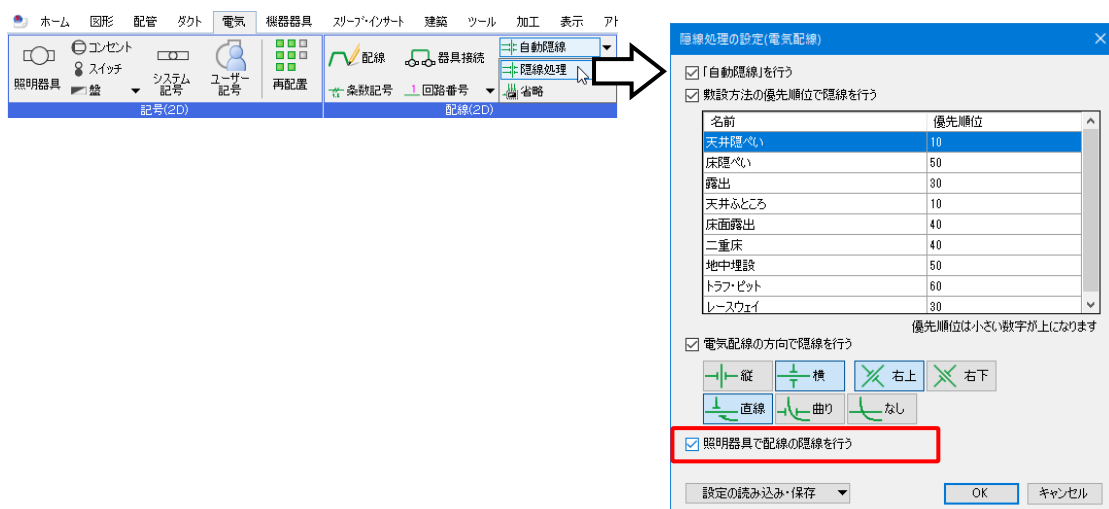 ホーム 図形 配管 ダクト 電気 機器器具 スリーブ・インサート 建築 ツール 加工 表示 アト
照明器具
コンセント
スイッチ
盤
システム
記号
ユーザー
記号
再配置
記号(2D)
配線 器具接続
条数記号 1 回路番号
自動隠線
隠線処理
省略
配線(2D)
隠線処理の設定(電気配線)
「自動隠線」を行う
敷設方法の優先順位で隠線を行う
名前 優先順位
天井隠ぺい 10
床隠ぺい 50
露出 30
天井ふところ 10
床面露出 40
二重床 40
地中埋設 50
トラフ・ピット 60
レースウェイ 30
優先順位は小さい数字が上になります
電気配線の方向で隠線を行う
縦 横 右上 右下
直線 曲り なし
照明器具で配線の隠線を行う
設定の読み込み・保存 OK キャンセル